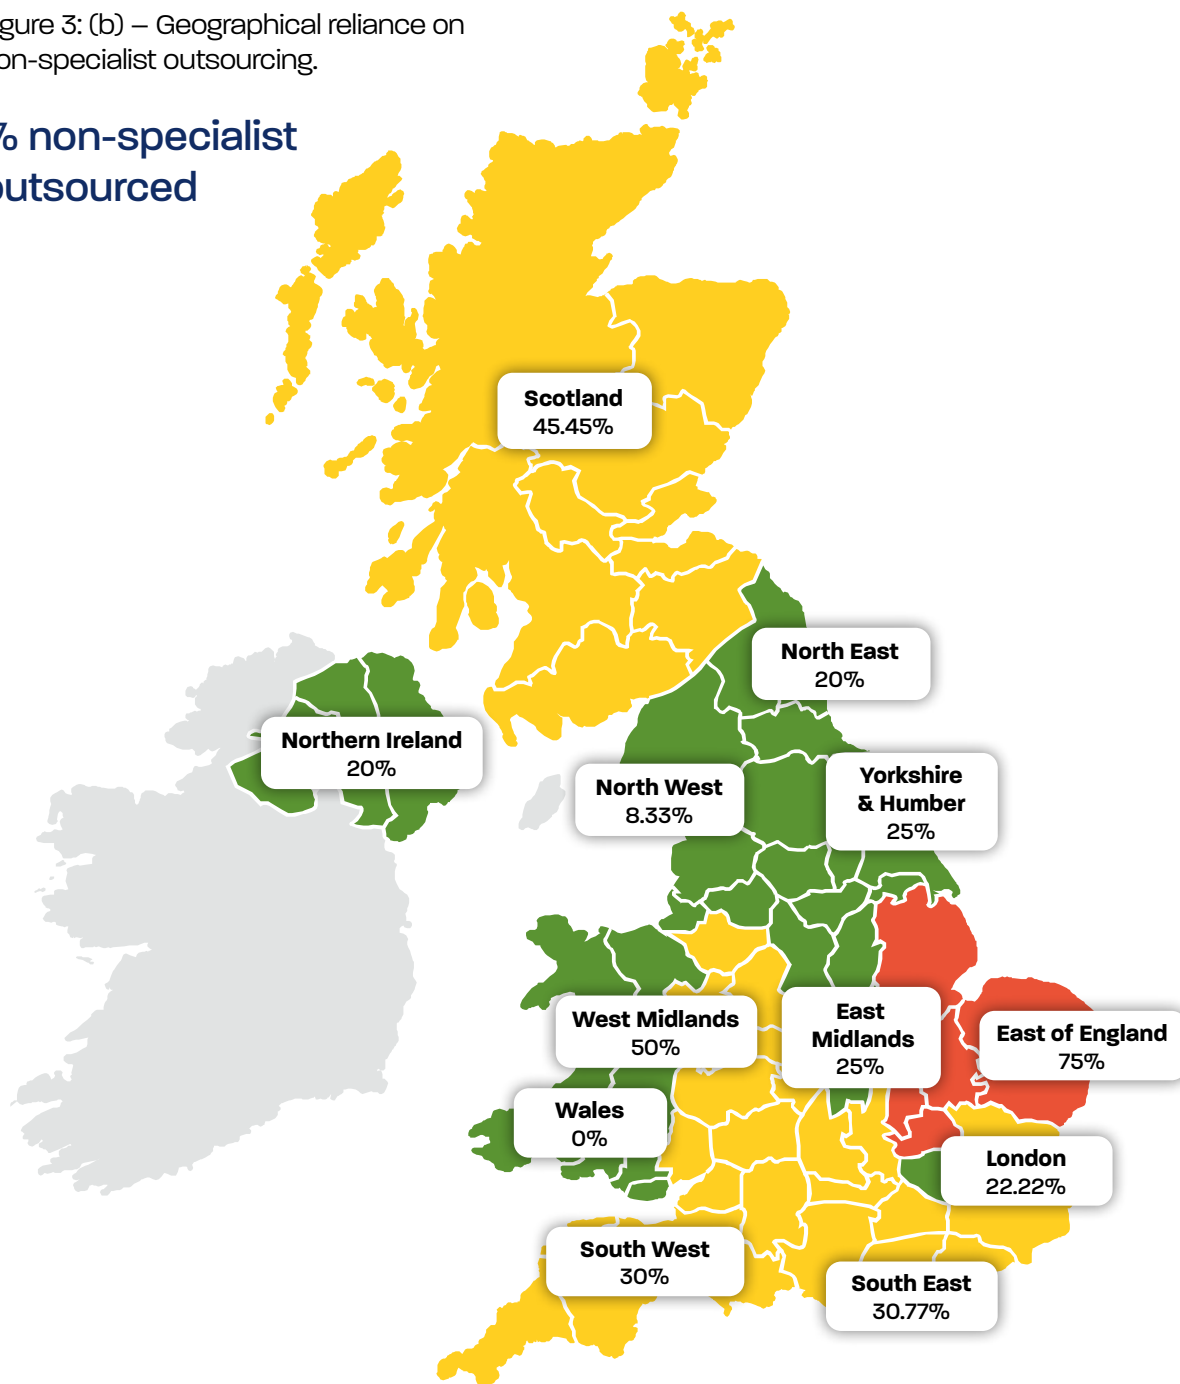 gure 3: (b) – Geographical reliance on
on-specialist outsourcing.
% non-specialist
outsourced
Scotland
45.45%
North East
20%
Northern Ireland
20%
North West
8.33%
Yorkshire
& Humber
25%
West Midlands
50%
East
Midlands
25%
East of England
75%
Wales
0%
London
22.22%
South West
30%
South East
30.77%